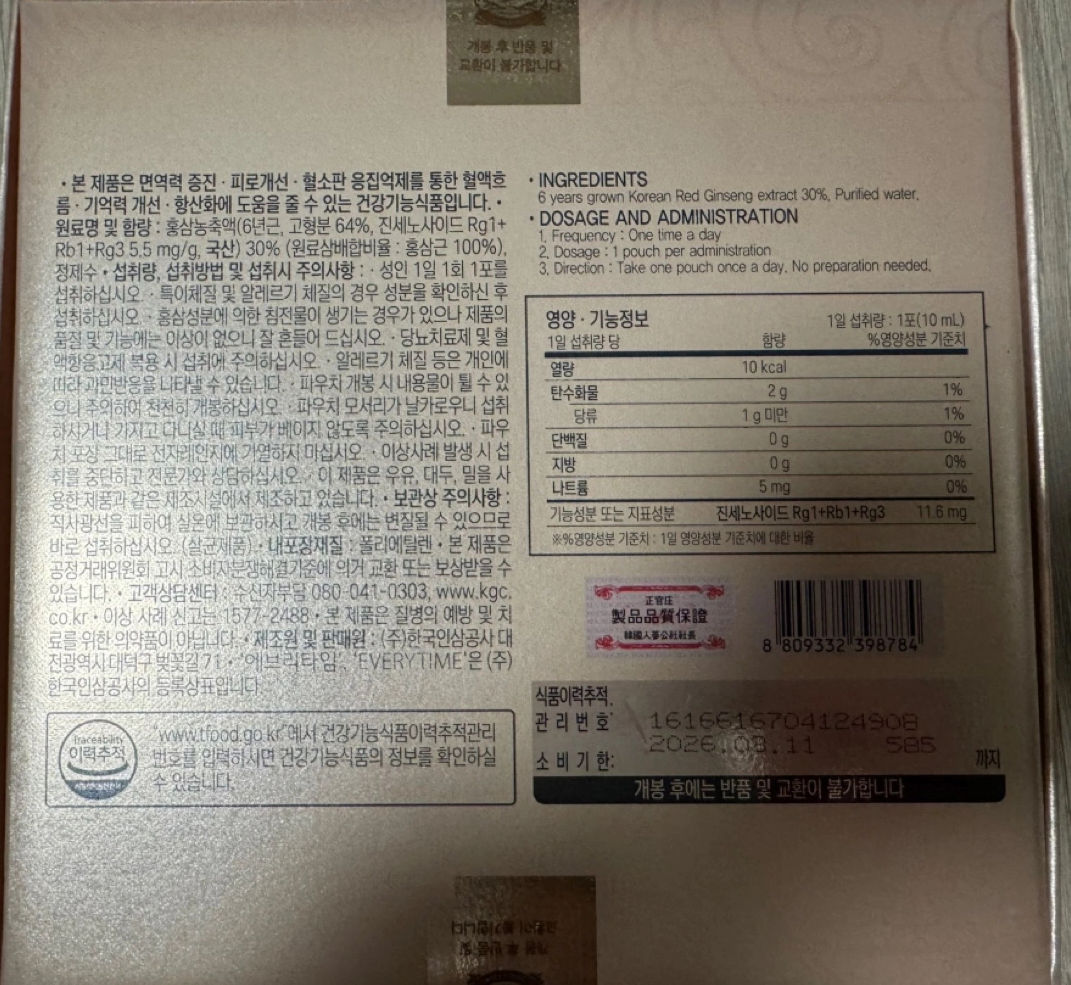 개봉 후 반품 및
교환이 불가합니다
• 본 제품은 면역력 증진 · 피로개선 · 혈소판 응집억제를 통한 혈액흐
름 · 기억력 개선 · 항산화에 도움을 줄 수 있는 건강기능식품입니다. •
원료명 및 함량 : 홍삼농축액(6년근, 고형분 64%, 진세노사이드 Rg1+
Rb1+Rg3 5.5 mg/g, 국산) 30% (원료삼배합비율 : 홍삼근 100%),
정제수 • 섭취량, 섭취방법 및 섭취시 주의사항 : · 성인 1일 1회 1포를
섭취하십시오. · 특이체질 및 알레르기 체질의 경우 성분을 확인하신 후
섭취하십시오. · 홍삼성분에 의한 침전물이 생기는 경우가 있으나 제품의
품질 및 기능에는 이상이 없으니 잘 흔들어 드십시오. · 당뇨치료제 및 혈
액항응고제 복용 시 섭취에 주의하십시오. · 알레르기 체질 등은 개인에
따라 과민반응을 나타낼 수 있습니다. · 파우치 개봉 시 내용물이 튈 수 있
으니 주의하여 천천히 개봉하십시오. · 파우치 모서리가 날카로우니 섭취
하시거나 가지고 다니실 때 피부가 베이지 않도록 주의하십시오. · 파우
치 포장 그대로 전자레인지에 가열하지 마십시오. · 이상사례 발생 시 섭
취를 중단하고 전문가와 상담하십시오. · 이 제품은 우유, 대두, 밀을 사
용한 제품과 같은 제조시설에서 제조하고 있습니다. • 보관상 주의사항 :
직사광선을 피하여 실온에 보관하시고 개봉 후에는 변질될 수 있으므로
바로 섭취하십시오. (살균제품) • 내포장재질 : 폴리에틸렌 • 본 제품은
공정거래위원회 고시 소비자분쟁해결기준에 의거 교환 또는 보상받을 수
있습니다. • 고객상담센터 : 수신자부담 080-041-0303, www.kgc.
co.kr • 이상 사례 신고는 1577-2488 • 본 제품은 질병의 예방 및 치
료를 위한 의약품이 아닙니다. • 제조원 및 판매원 : (주)한국인삼공사 대
전광역시 대덕구 벚꽃길 71 • '에브리타임', 'EVERYTIME'은 (주)
한국인삼공사의 등록상표입니다.
Traceability
이력추적
"www.tfood.go.kr"에서 건강기능식품이력추적관리
번호를 입력하시면 건강기능식품의 정보를 확인하실
수 있습니다.
• INGREDIENTS
6 years grown Korean Red Ginseng extract 30%, Purified water.
• DOSAGE AND ADMINISTRATION
1. Frequency : One time a day
2. Dosage : 1 pouch per administration
3. Direction : Take one pouch once a day. No preparation needed.
영양 · 기능정보 1일 섭취량 : 1포(10 mL)
1일 섭취량 당 함량 %영양성분 기준치
열량 10 kcal
탄수화물 2 g 1%
당류 1 g 미만 1%
단백질 0 g 0%
지방 0 g 0%
나트륨 5 mg 0%
기능성분 또는 지표성분 진세노사이드 Rg1+Rb1+Rg3 11.6 mg
※%영양성분 기준치 : 1일 영양성분 기준치에 대한 비율
正官庄
製品品質保證
韓國人蔘公社社長
8 809332 398784
식품이력추적
관리번호 1616616704124908
2026.08.11 585
소비기한: 까지
개봉 후에는 반품 및 교환이 불가합니다
개봉 후 반품 및
교환이 불가합니다